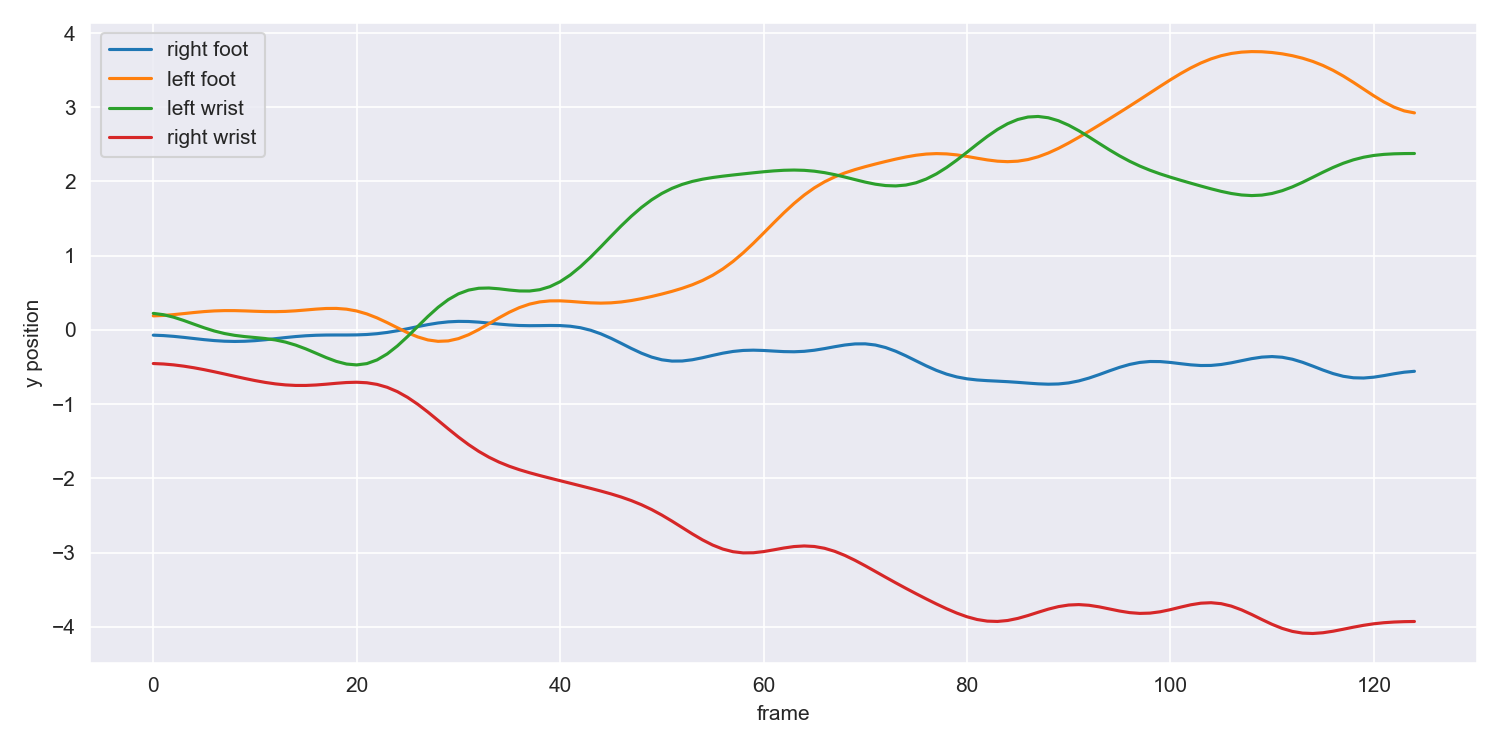 right foot
left foot
left wrist
right wrist
4
3
2
1
0
−1
−2
−3
−4
y position
0 20 40 60 80 100 120
frame